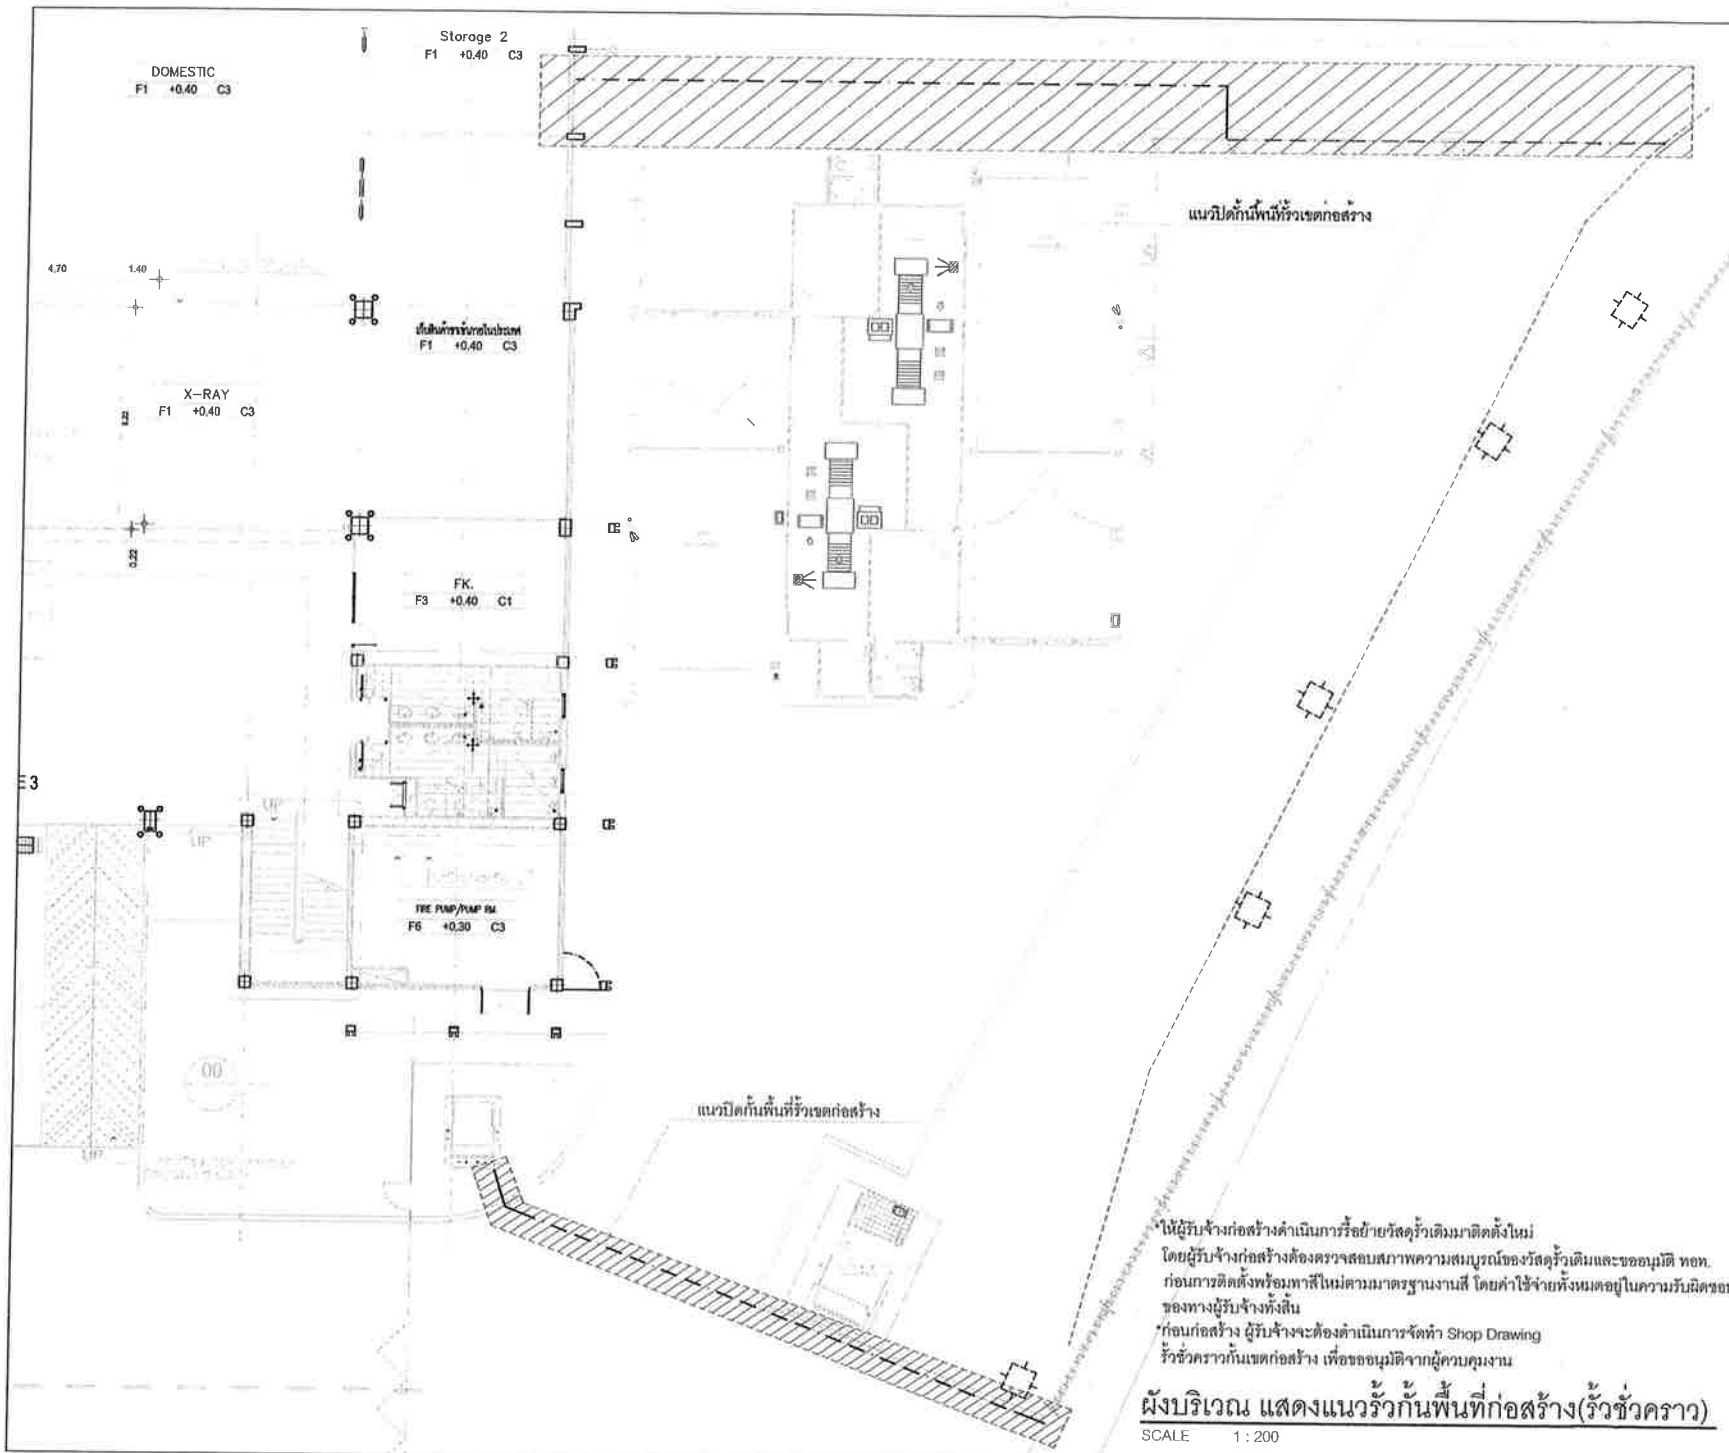 Storage 2
F1 +0.40 C3
DOMESTIC
F1 +0.40 C3
แนวปิดกั้นพื้นที่รั้วเขตก่อสร้าง
4.70 1.40
F1 +0.40 C3
X-RAY
F1 +0.40 C3
0.22
FK.
F3 +0.40 C1
E 3
UP
UP
FIRE PUMP/PUMP RM.
F6 +0.30 C3
00
แนวปิดกั้นพื้นที่รั้วเขตก่อสร้าง
*ให้ผู้รับจ้างก่อสร้างดำเนินการรื้อย้ายวัสดุรั้วเดิมมาติดตั้งใหม่
โดยผู้รับจ้างก่อสร้างต้องตรวจสอบสภาพความสมบูรณ์ของวัสดุรั้วเดิมและขออนุมัติ ทอท.
ก่อนการติดตั้งพร้อมทาสีใหม่ตามมาตรฐานงานสี โดยค่าใช้จ่ายทั้งหมดอยู่ในความรับผิดชอบ
ของทางผู้รับจ้างทั้งสิ้น
*ก่อนก่อสร้าง ผู้รับจ้างจะต้องดำเนินการจัดทำ Shop Drawing
รั้วชั่วคราวกั้นเขตก่อสร้าง เพื่อขออนุมัติจากผู้ควบคุมงาน
ผังบริเวณ แสดงแนวรั้วกั้นพื้นที่ก่อสร้าง(รั้วชั่วคราว)
SCALE 1 : 200